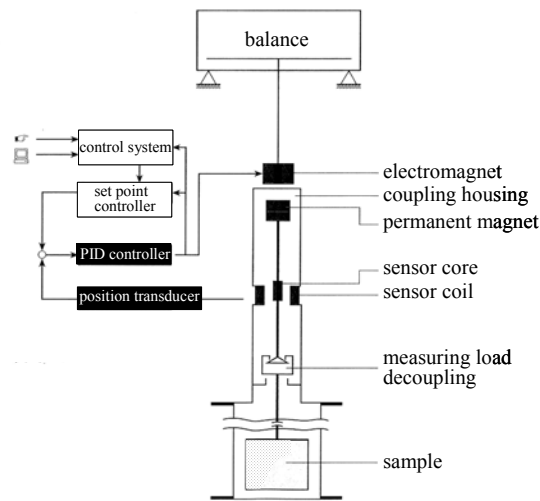 balance
control system
set point
controller
PID controller
position transducer
electromagnet
coupling housing
permanent magnet
sensor core
sensor coil
measuring load
decoupling
sample